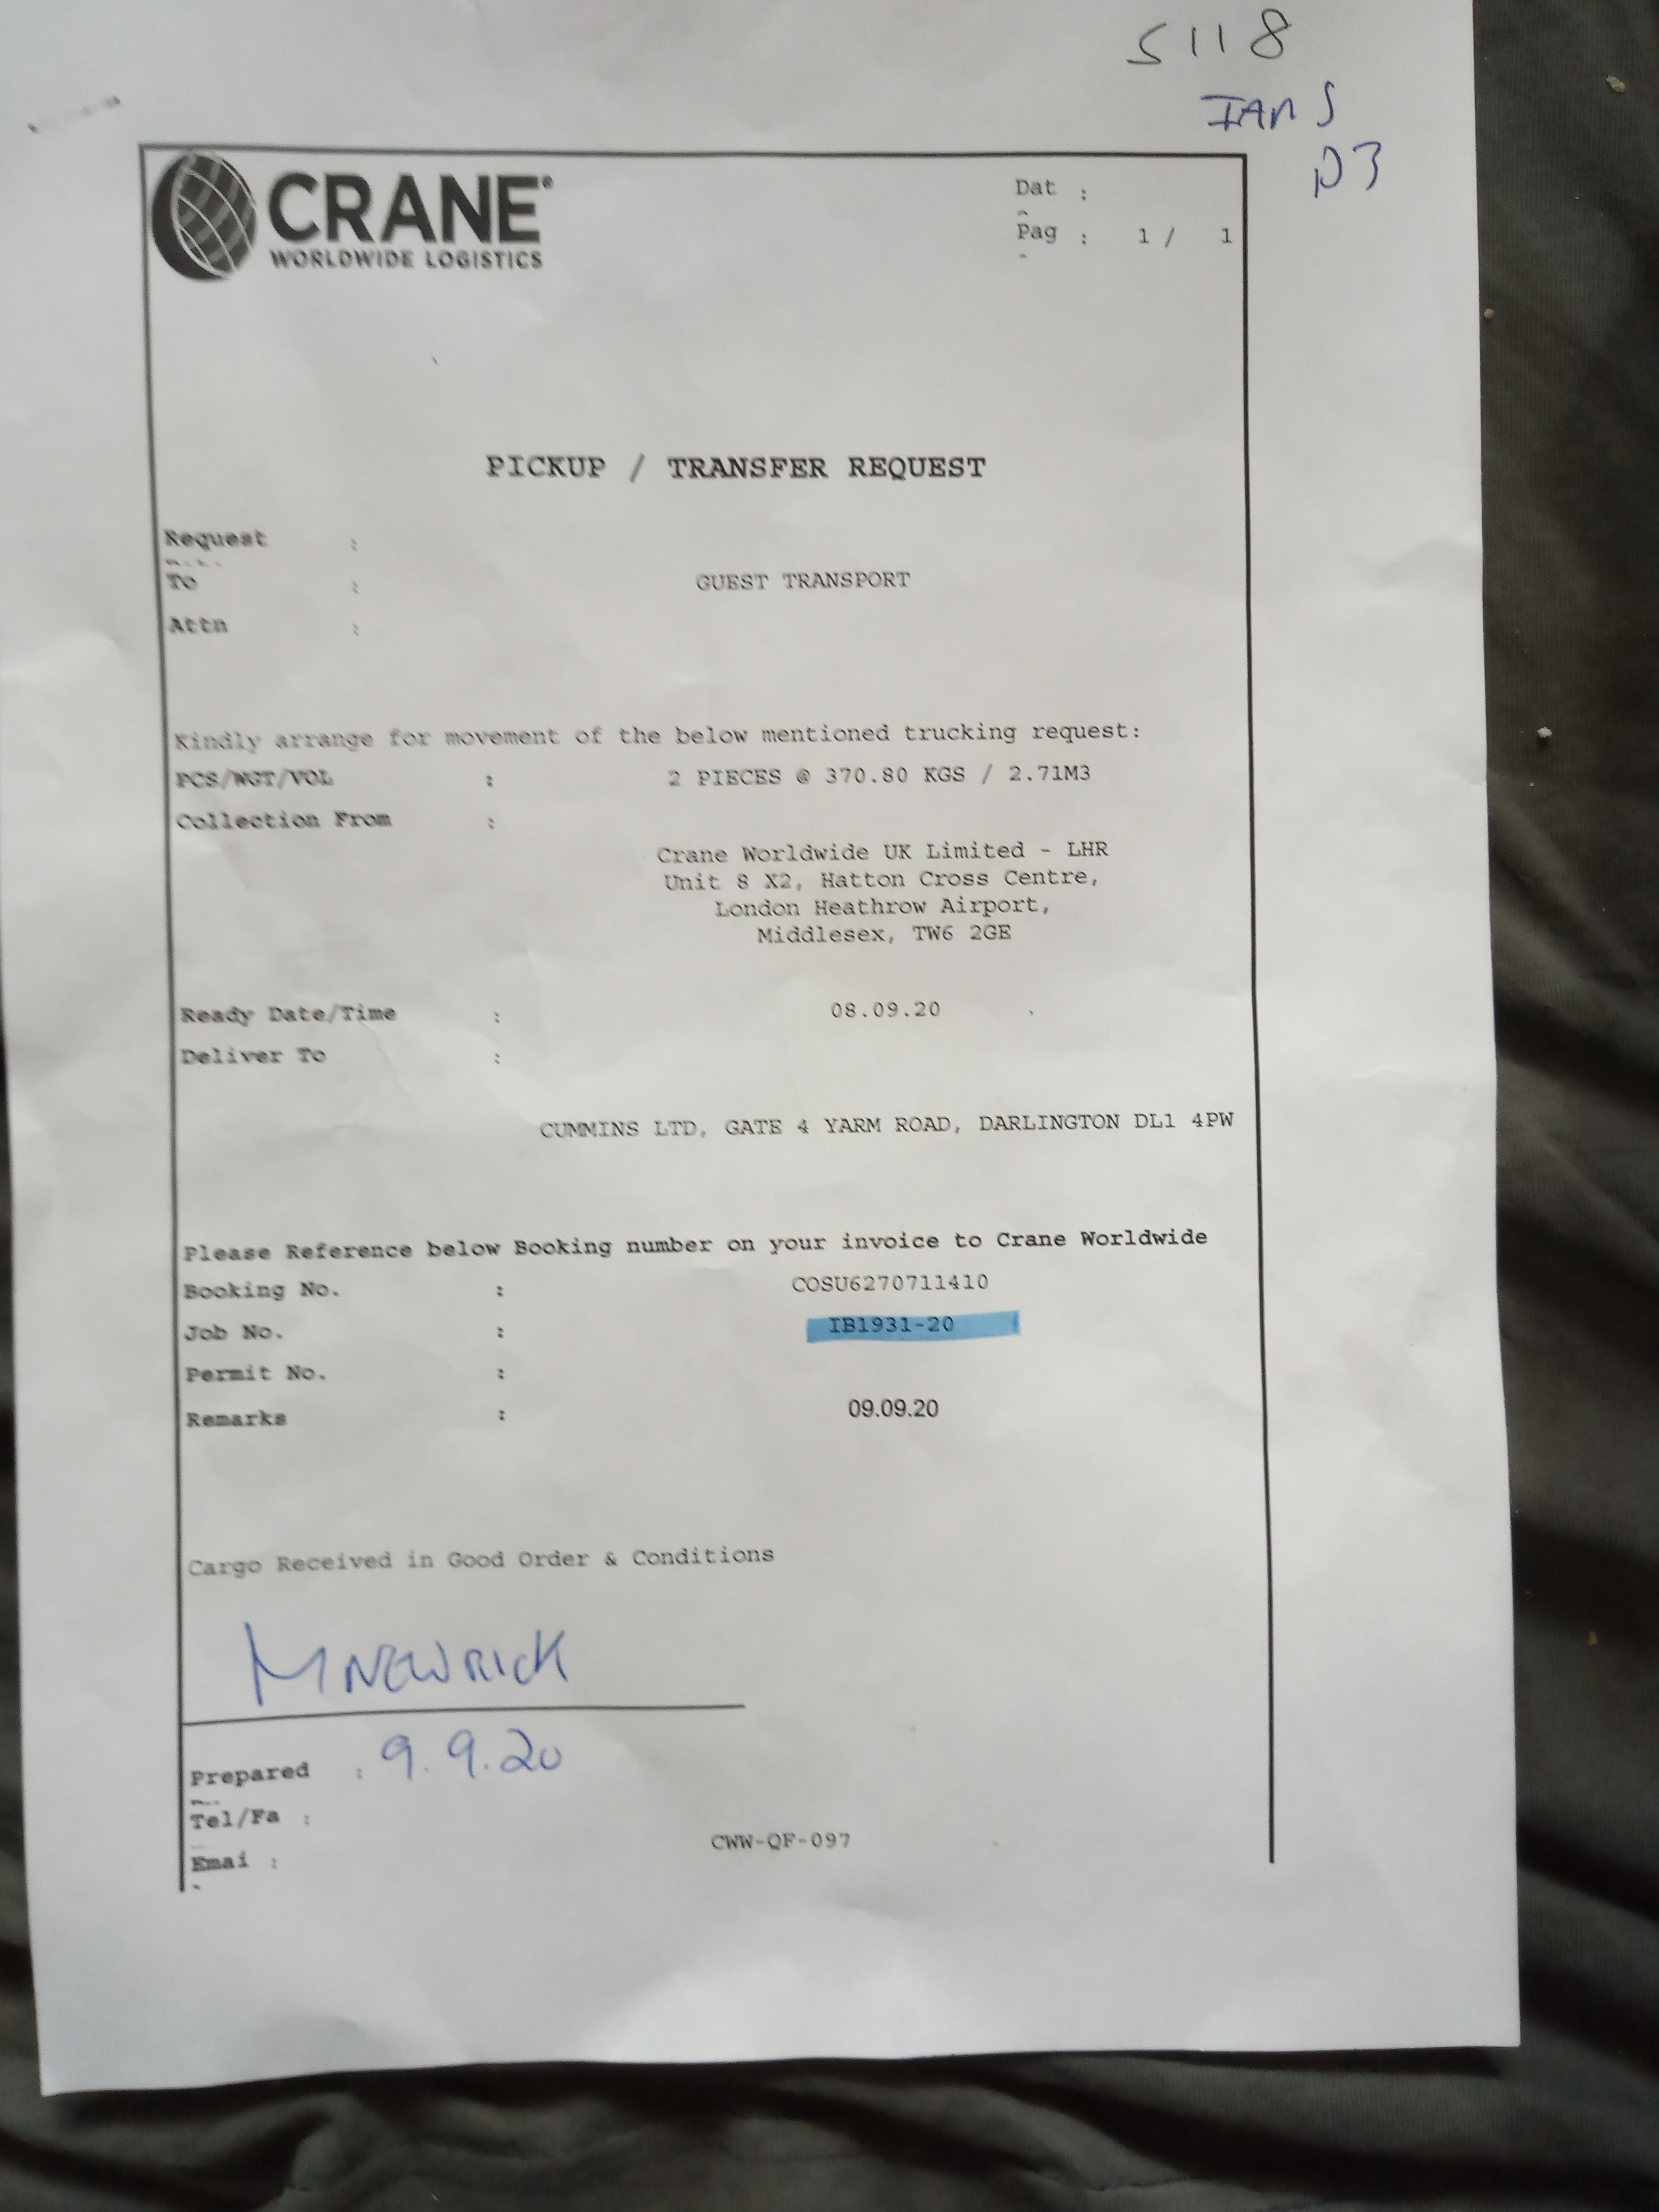 5118
IAN S
D3
CRANE®
WORLDWIDE LOGISTICS
Dat :
Pag : 1 / 1
PICKUP / TRANSFER REQUEST
Request :
To : GUEST TRANSPORT
Attn :
Kindly arrange for movement of the below mentioned trucking request:
PCS/WGT/VOL : 2 PIECES @ 370.80 KGS / 2.71M3
Collection From :
Crane Worldwide UK Limited - LHR
Unit 8 X2, Hatton Cross Centre,
London Heathrow Airport,
Middlesex, TW6 2GE
Ready Date/Time : 08.09.20
Deliver To :
CUMMINS LTD, GATE 4 YARM ROAD, DARLINGTON DL1 4PW
Please Reference below Booking number on your invoice to Crane Worldwide
Booking No. : COSU6270711410
Job No. : IB1931-20
Permit No. :
Remarks : 09.09.20
Cargo Received in Good Order & Conditions
M NEWRICK
Prepared : 9.9.20
Tel/Fa :
CWW-QF-097
Emai :